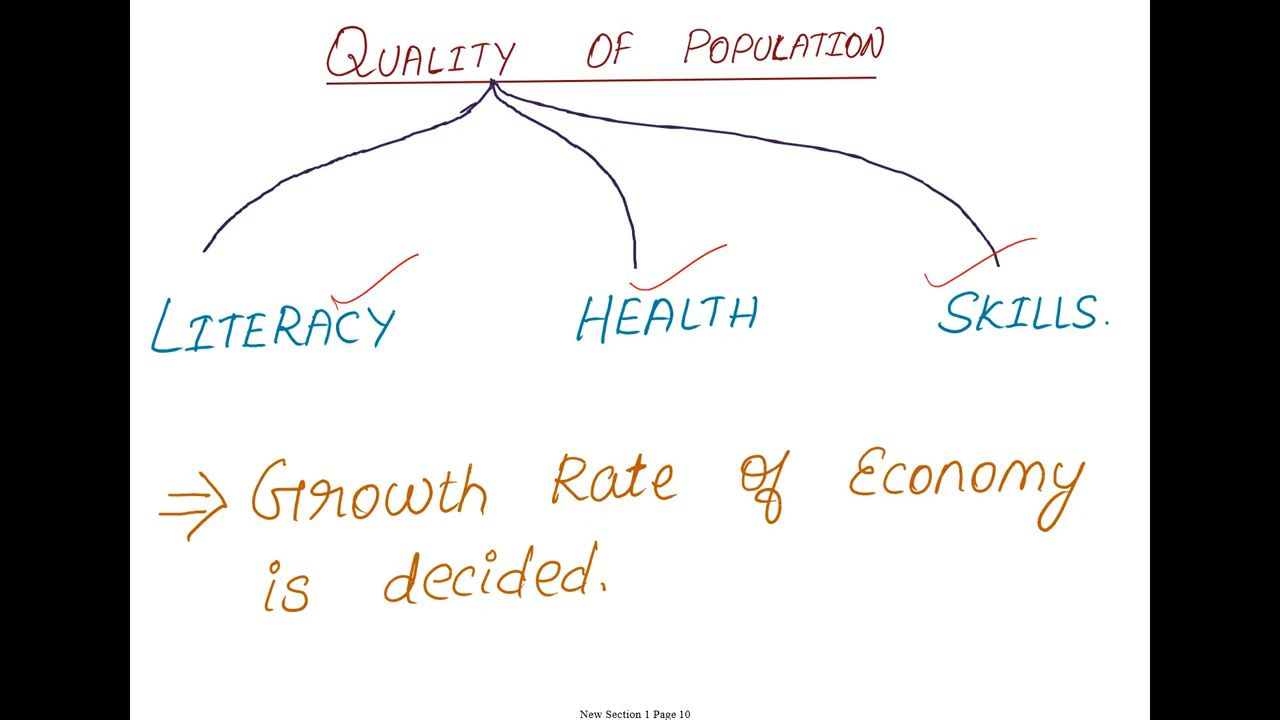 QUALITY OF POPULATION
LITERACY HEALTH SKILLS.
⇒ Growth Rate of Economy
is decided.
New Section 1 Page 10